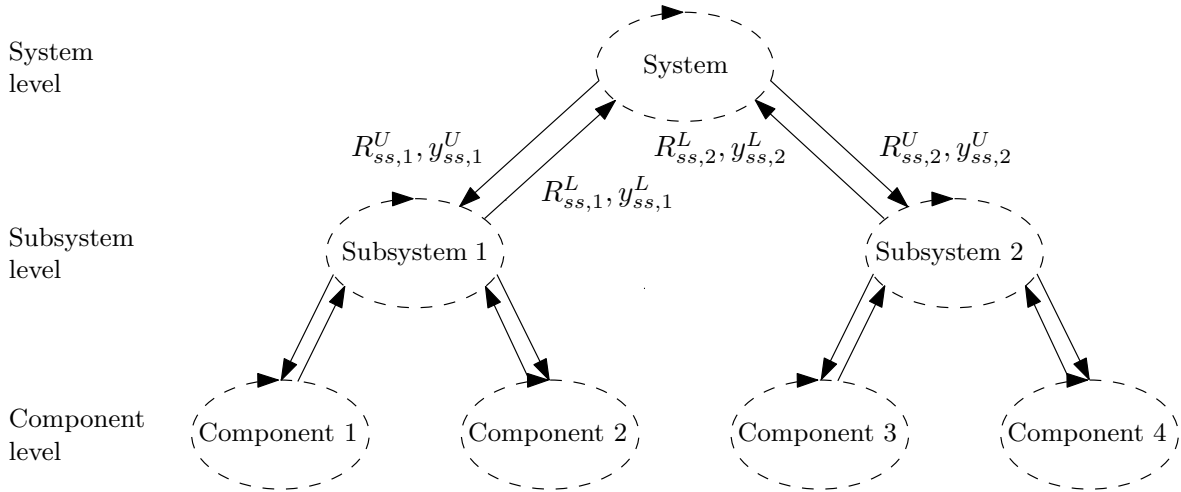 System
level
System
R^U_{ss,1}, y^U_{ss,1}
R^L_{ss,2}, y^L_{ss,2}
R^U_{ss,2}, y^U_{ss,2}
R^L_{ss,1}, y^L_{ss,1}
Subsystem
level
Subsystem 1
Subsystem 2
Component
level
Component 1
Component 2
Component 3
Component 4